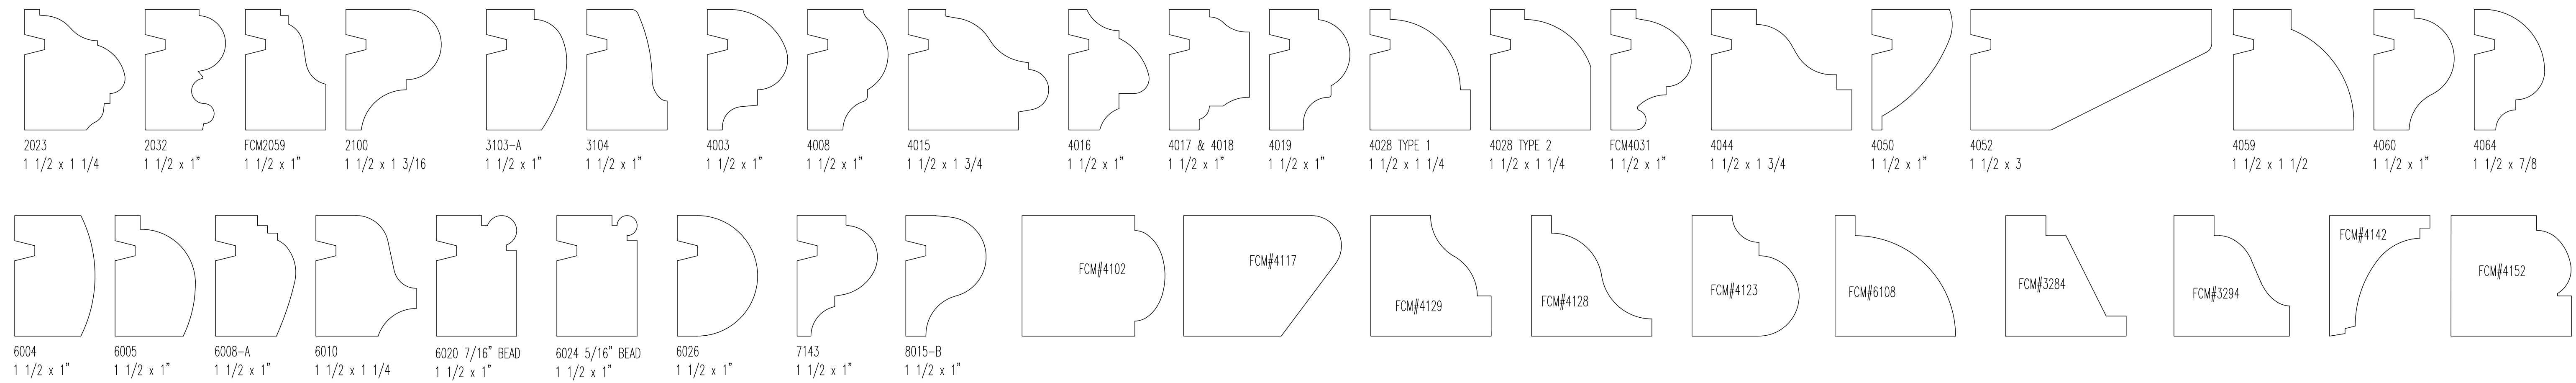 2023
1 1/2 x 1 1/4
2032
1 1/2 x 1"
FCM2059
1 1/2 x 1"
2100
1 1/2 x 1 3/16
3103-A
1 1/2 x 1"
3104
1 1/2 x 1"
4003
1 1/2 x 1"
4008
1 1/2 x 1"
4015
1 1/2 x 1 3/4
4016
1 1/2 x 1"
4017 & 4018
1 1/2 x 1"
4019
1 1/2 x 1"
4028 TYPE 1
1 1/2 x 1 1/4
4028 TYPE 2
1 1/2 x 1 1/4
FCM4031
1 1/2 x 1"
4044
1 1/2 x 1 3/4
4050
1 1/2 x 1"
4052
1 1/2 x 3
4059
1 1/2 x 1 1/2
4060
1 1/2 x 1"
4064
1 1/2 x 7/8
6004
1 1/2 x 1"
6005
1 1/2 x 1"
6008-A
1 1/2 x 1"
6010
1 1/2 x 1 1/4
6020 7/16" BEAD
1 1/2 x 1"
6024 5/16" BEAD
1 1/2 x 1"
6026
1 1/2 x 1"
7143
1 1/2 x 1"
8015-B
1 1/2 x 1"
FCM#4102
FCM#4117
FCM#4129
FCM#4128
FCM#4123
FCM#6108
FCM#3284
FCM#3294
FCM#4142
FCM#4152